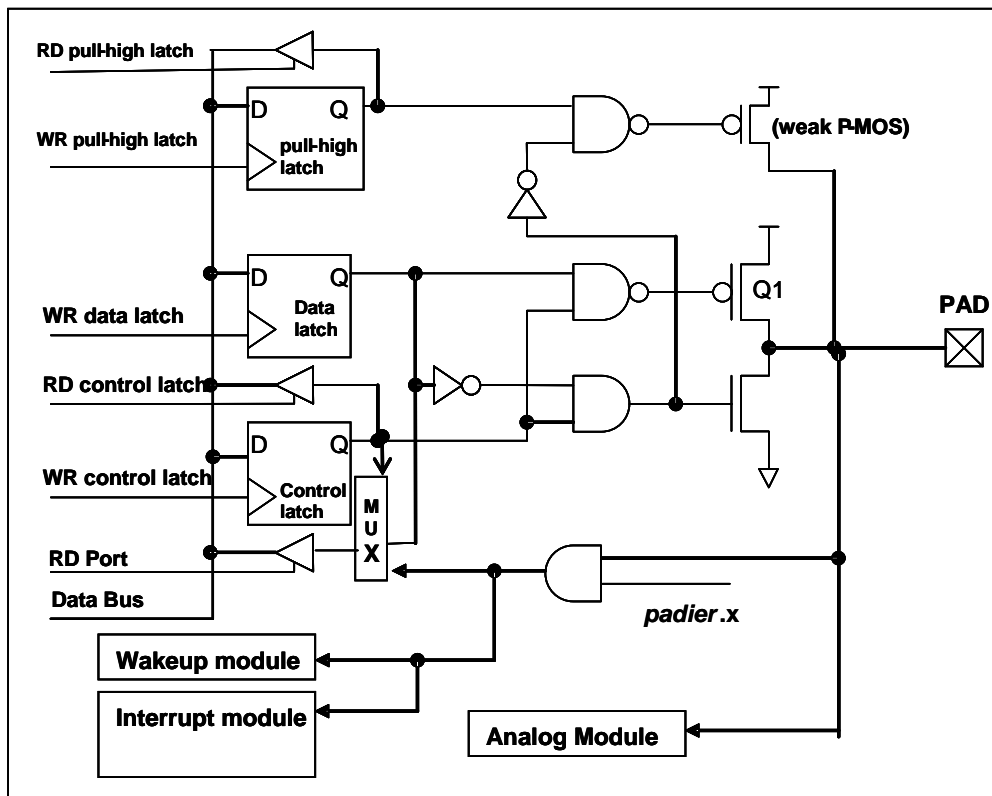 RD pull-high latch
D Q
WR pull-high latch
pull-high
latch
(weak P-MOS)
D Q
Data
latch
WR data latch
Q1
PAD
RD control latch
D Q
WR control latch
Control
latch
M
U
X
RD Port
Data Bus
padier.x
Wakeup module
Interrupt module
Analog Module